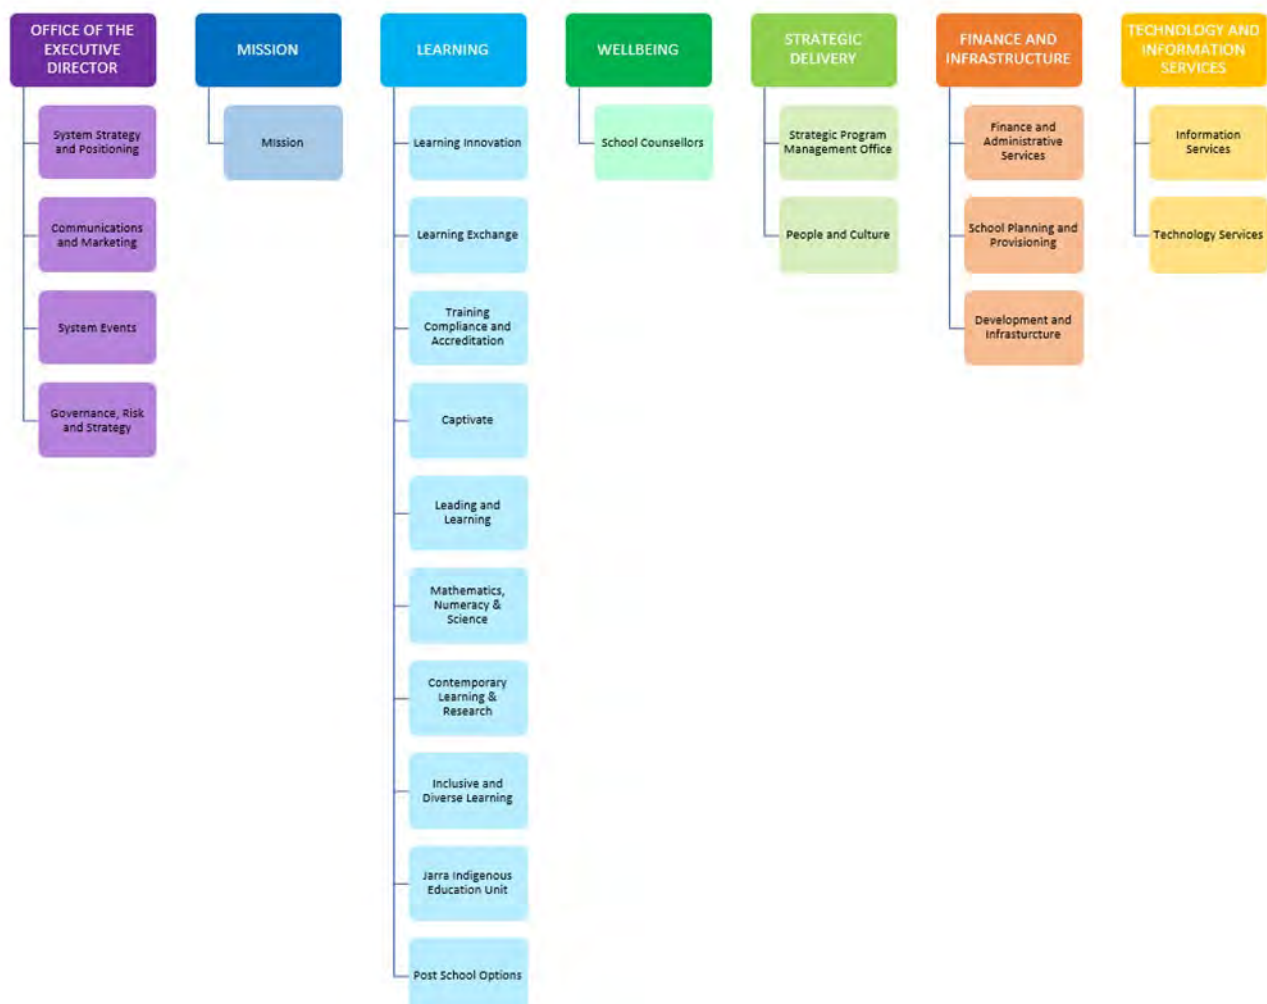 OFFICE OF THE
EXECUTIVE
DIRECTOR
System Strategy
and Positioning
Communications
and Marketing
System Events
Governance, Risk
and Strategy
MISSION
Mission
LEARNING
Learning Innovation
Learning Exchange
Training
Compliance and
Accreditation
Captivate
Leading and
Learning
Mathematics,
Numeracy &
Science
Contemporary
Learning &
Research
Inclusive and
Diverse Learning
Jarra Indigenous
Education Unit
Post School Options
WELLBEING
School Counsellors
STRATEGIC
DELIVERY
Strategic Program
Management Office
People and Culture
FINANCE AND
INFRASTRUCTURE
Finance and
Administrative
Services
School Planning and
Provisioning
Development and
Infrasturcture
TECHNOLOGY AND
INFORMATION
SERVICES
Information
Services
Technology Services